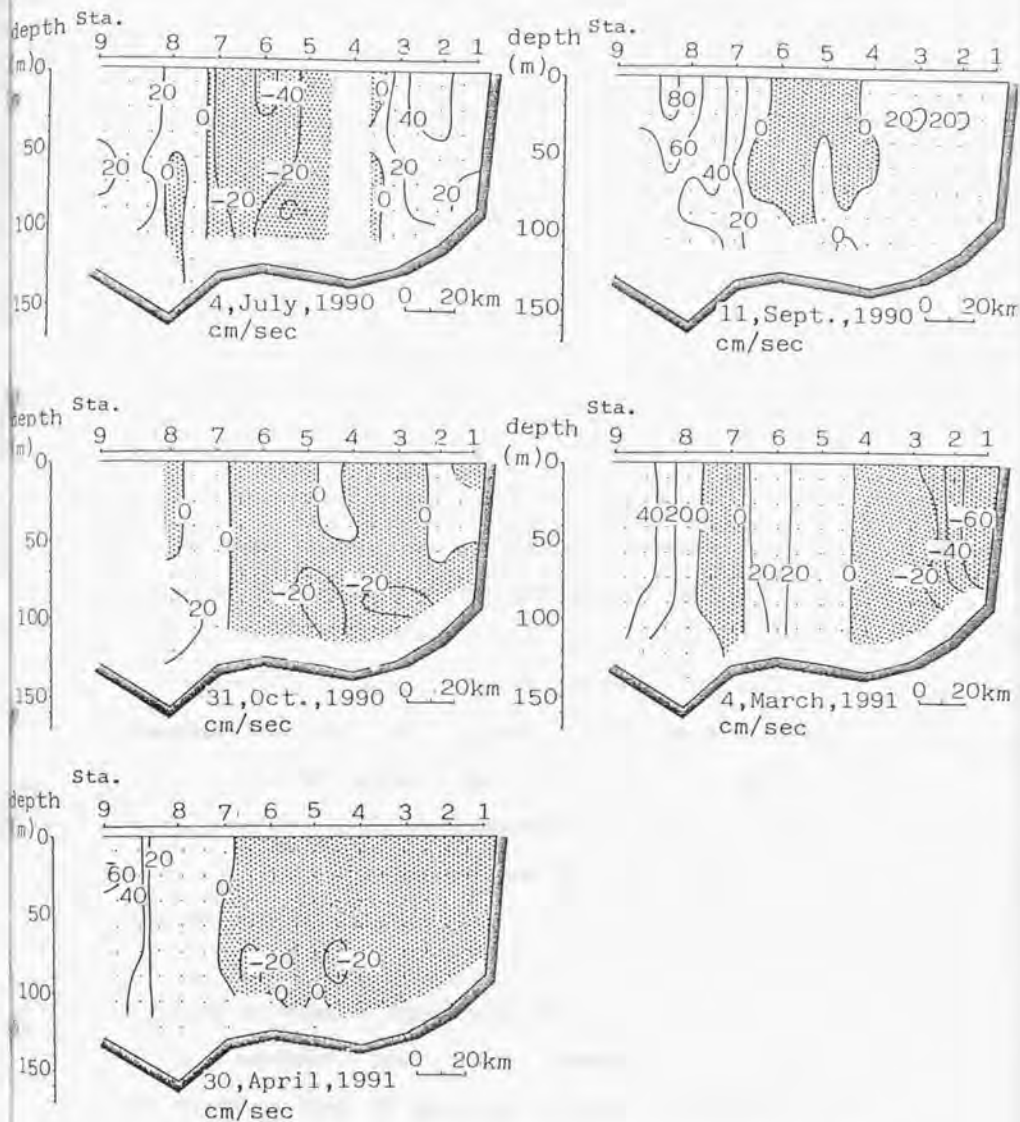 depth Sta.
9 8 7 6 5 4 3 2 1
(m)0
50
100
150
20 0 -40 0 40
20 0 -20 -20 20 0 20
4,July,1990 0 20km
cm/sec
depth Sta.
9 8 7 6 5 4 3 2 1
(m) 0
50
100
150
80 0 0 20 20
60 40
20 0
11,Sept.,1990 0 20km
cm/sec
depth Sta.
9 8 7 6 5 4 3 2 1
(m)0
50
100
150
0 0 0
0
-20 -20
20
31,Oct.,1990 0 20km
cm/sec
depth Sta.
9 8 7 6 5 4 3 2 1
(m) 0
50
100
150
40 20 0 0 -60
-40
20 20 0 -20
4,March,1991 0 20km
cm/sec
depth Sta.
9 8 7 6 5 4 3 2 1
(m)0
50
100
150
20
60
40 0
-20 -20
0 0
30,April,1991 0 20km
cm/sec